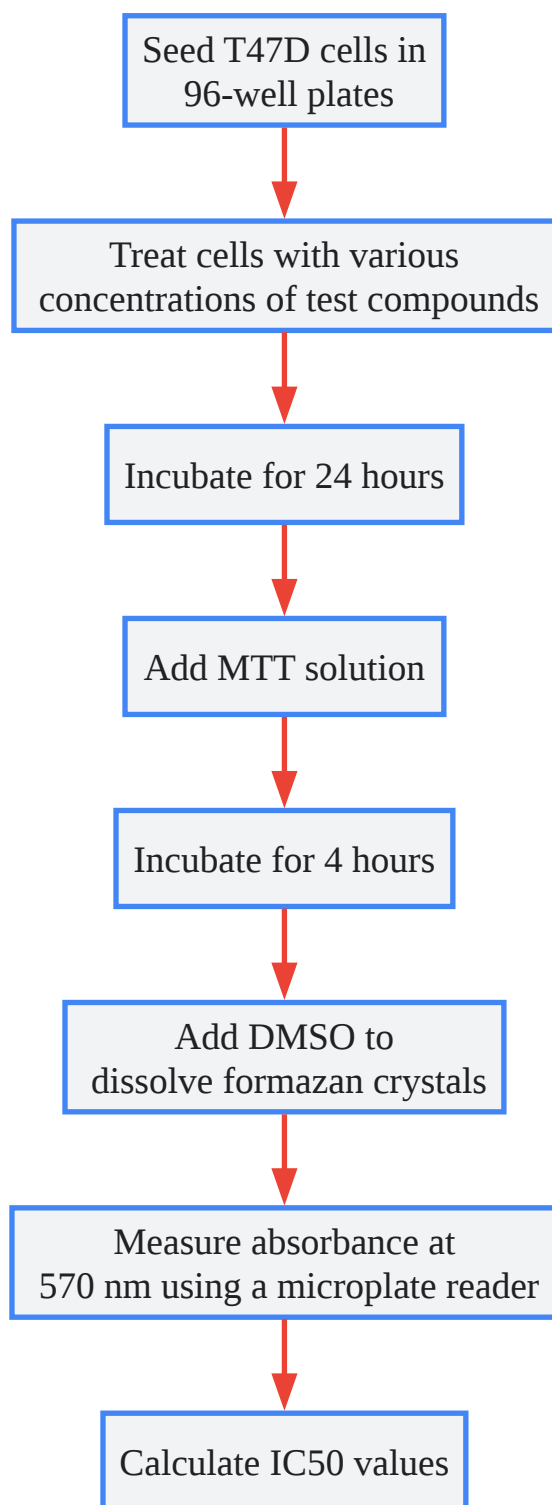 Seed T47D cells in
96-well plates
Treat cells with various
concentrations of test compounds
Incubate for 24 hours
Add MTT solution
Incubate for 4 hours
Add DMSO to
dissolve formazan crystals
Measure absorbance at
570 nm using a microplate reader
Calculate IC50 values